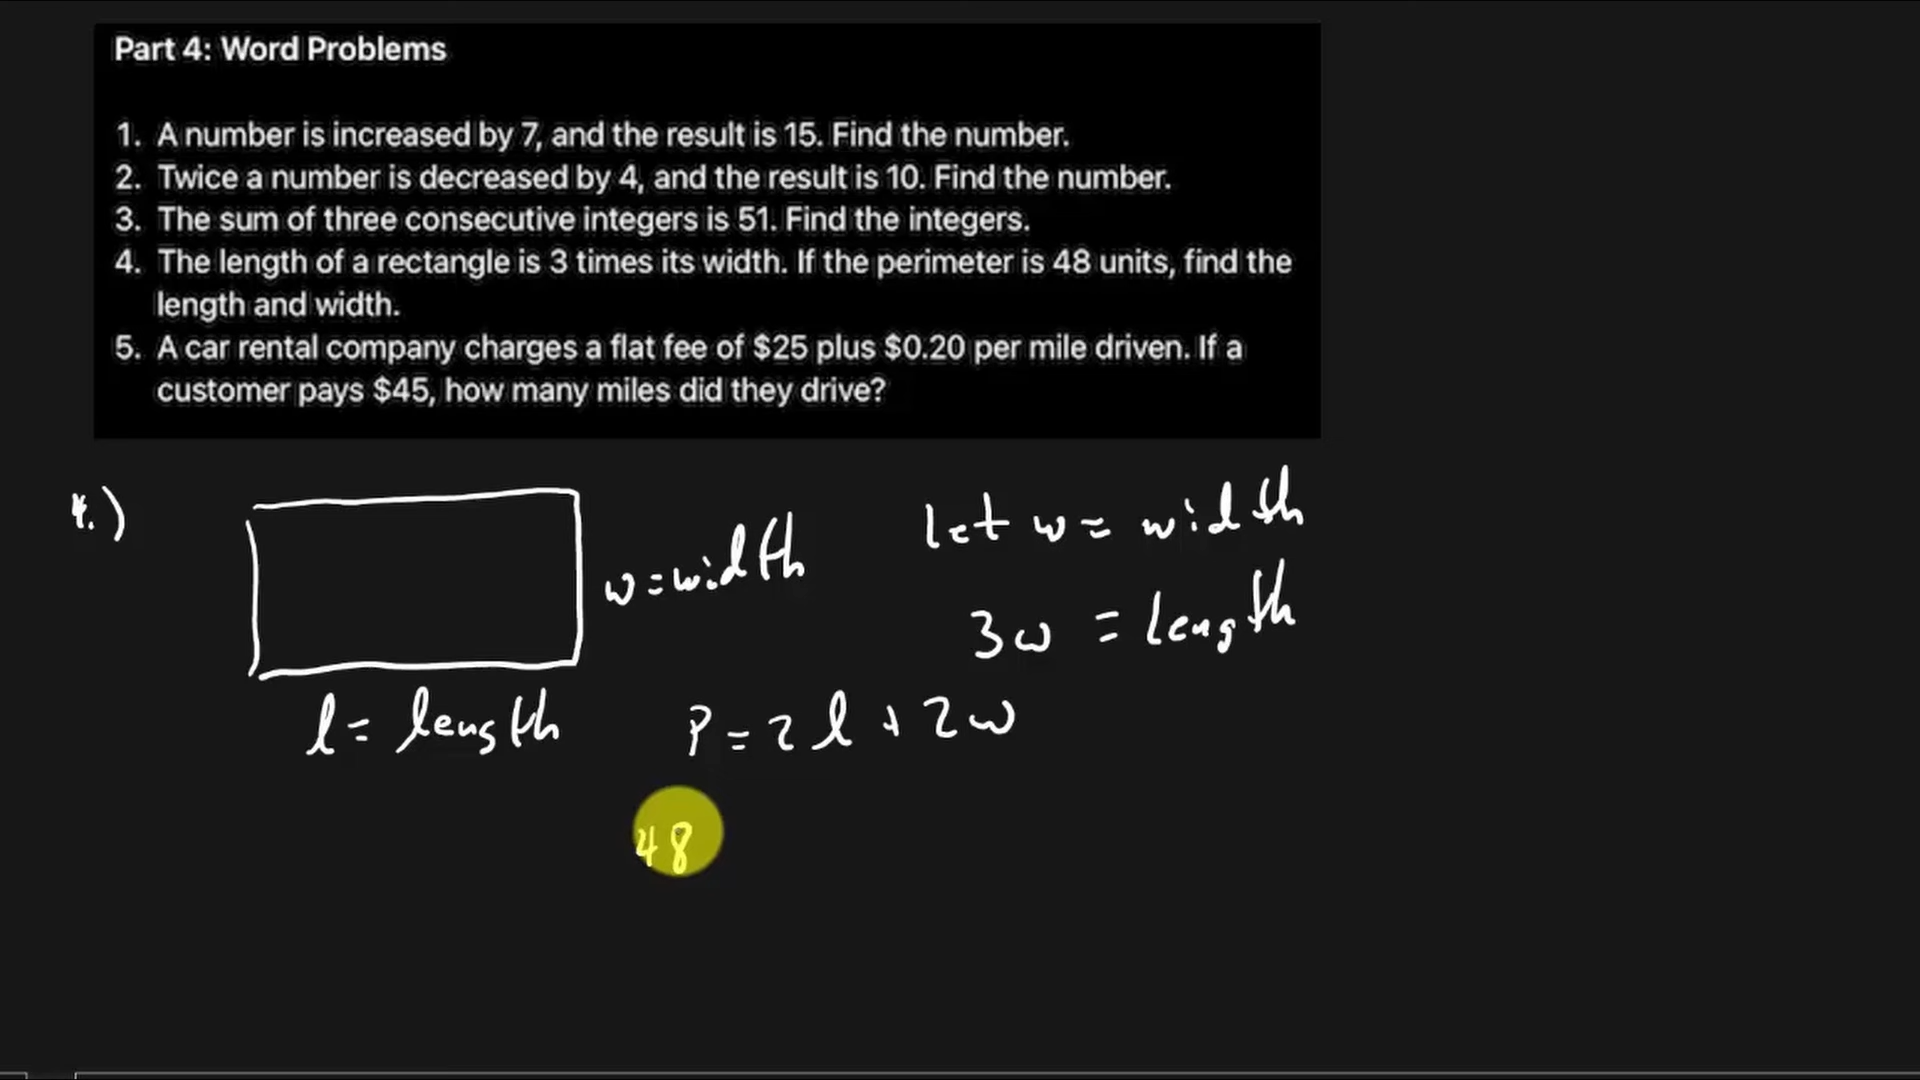 Part 4: Word Problems
1. A number is increased by 7, and the result is 15. Find the number.
2. Twice a number is decreased by 4, and the result is 10. Find the number.
3. The sum of three consecutive integers is 51. Find the integers.
4. The length of a rectangle is 3 times its width. If the perimeter is 48 units, find the
length and width.
5. A car rental company charges a flat fee of $25 plus $0.20 per mile driven. If a
customer pays $45, how many miles did they drive?
4.)
w = width
let w = width
3w = length
l = length
P = 2l + 2w
48